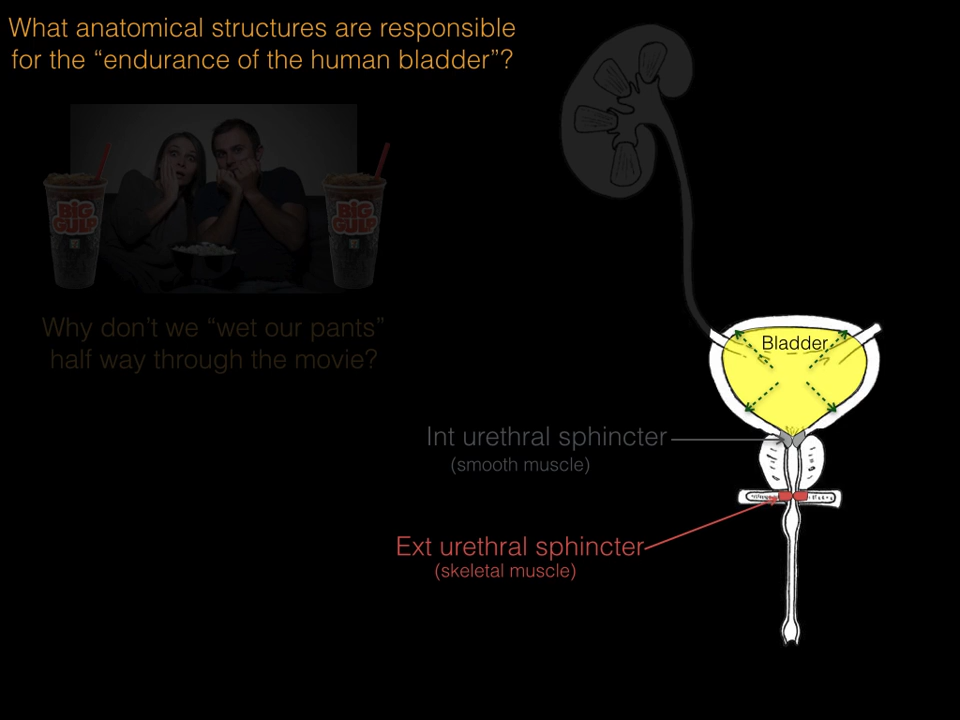 What anatomical structures are responsible
for the “endurance of the human bladder”?
BIG
GULP
BIG
GULP
Why don’t we “wet our pants”
half way through the movie?
Bladder
Int urethral sphincter
(smooth muscle)
Ext urethral sphincter
(skeletal muscle)